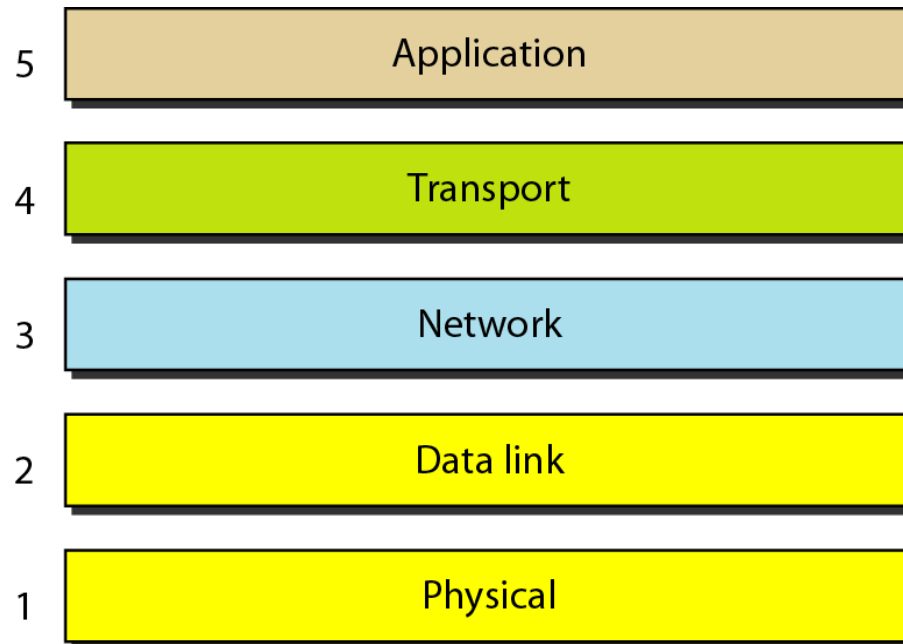 5 Application
4 Transport
3 Network
2 Data link
1 Physical